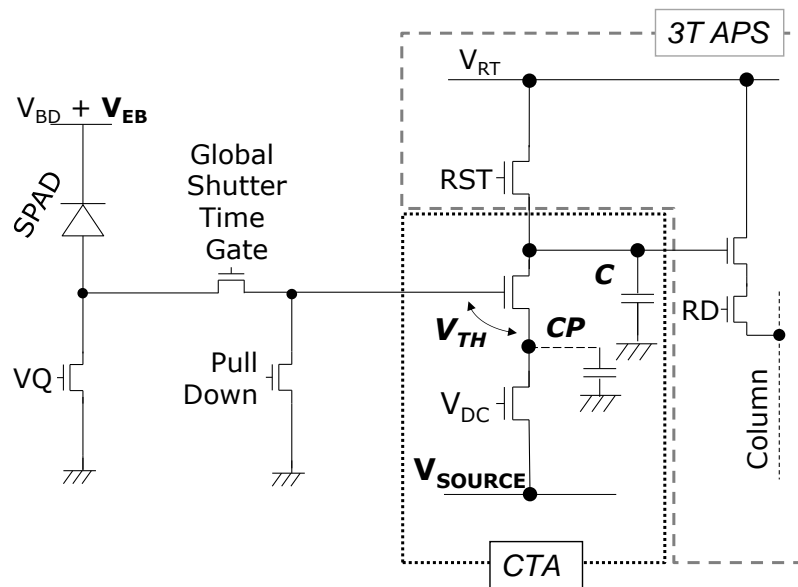 3T APS
V_RT
V_BD + V_EB
Global
Shutter
Time
Gate
SPAD
RST
C
V_TH
CP
RD
VQ
Pull
Down
V_DC
Column
V_SOURCE
CTA